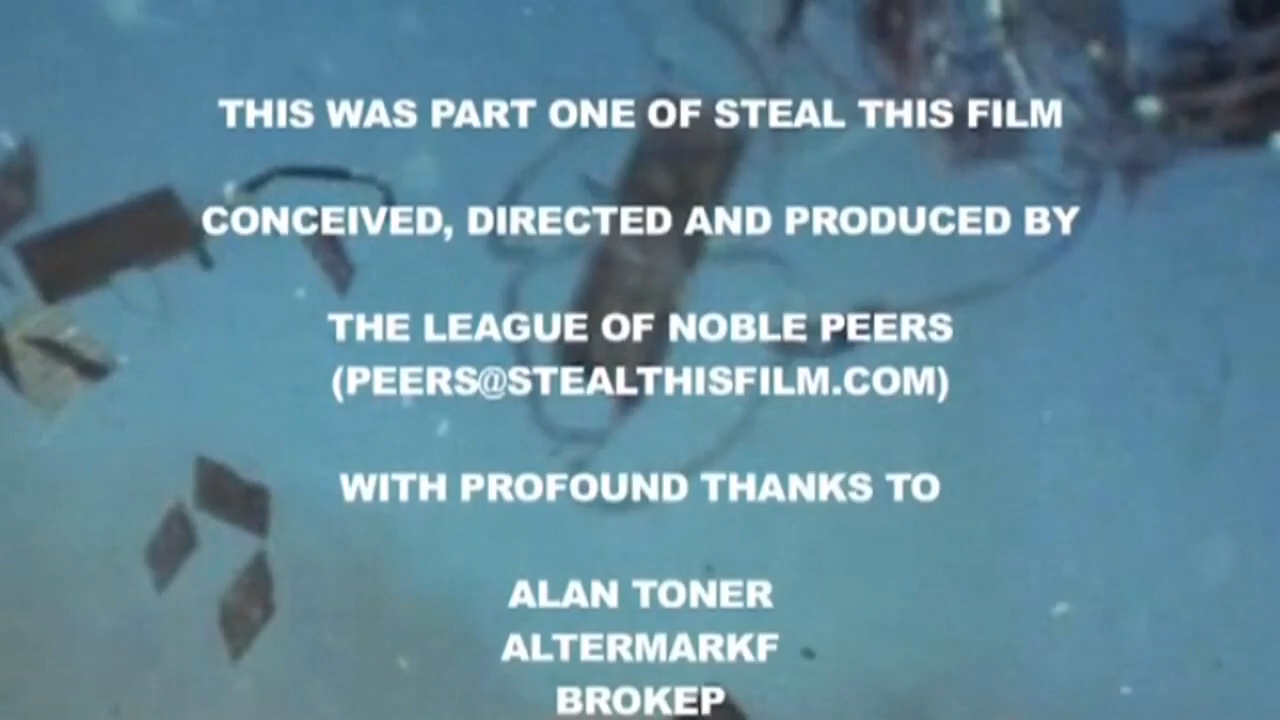 THIS WAS PART ONE OF STEAL THIS FILM
CONCEIVED, DIRECTED AND PRODUCED BY
THE LEAGUE OF NOBLE PEERS
(PEERS@STEALTHISFILM.COM)
WITH PROFOUND THANKS TO
ALAN TONER
ALTERMARKF
BROKEP